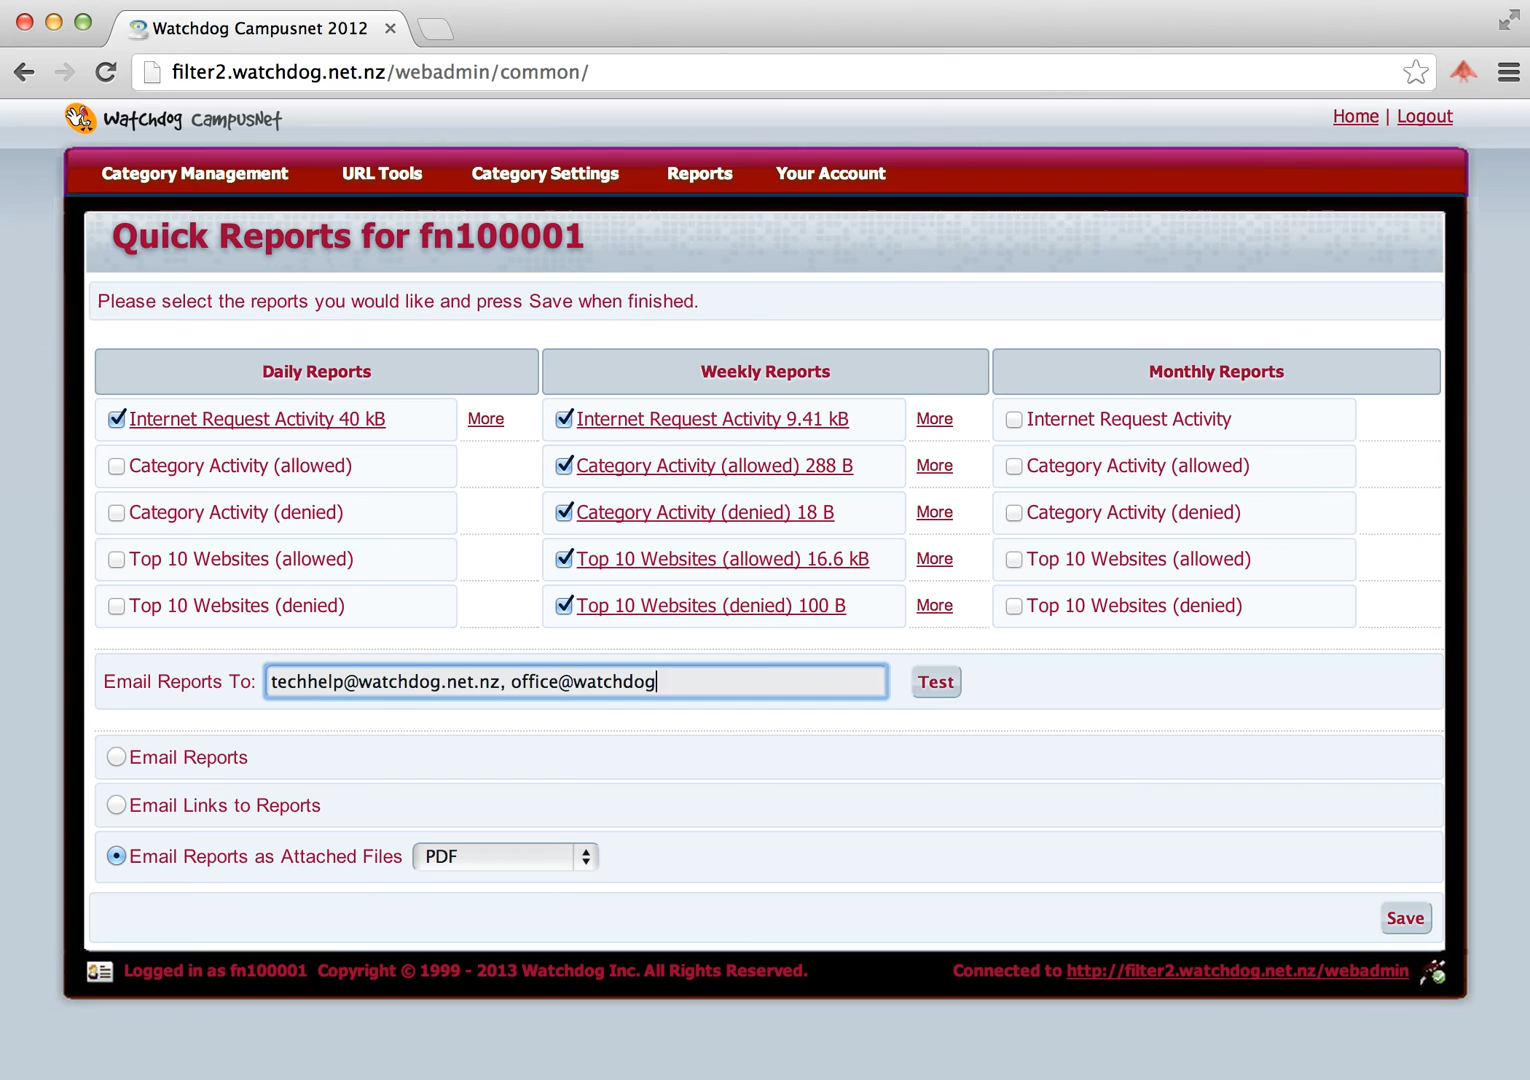 Watchdog Campusnet 2012
filter2.watchdog.net.nz/webadmin/common/
Watchdog CampusNet
Home | Logout
Category Management URL Tools Category Settings Reports Your Account
Quick Reports for fn100001
Please select the reports you would like and press Save when finished.
Daily Reports Weekly Reports Monthly Reports
Internet Request Activity 40 kB More Internet Request Activity 9.41 kB More Internet Request Activity
Category Activity (allowed) Category Activity (allowed) 288 B More Category Activity (allowed)
Category Activity (denied) Category Activity (denied) 18 B More Category Activity (denied)
Top 10 Websites (allowed) Top 10 Websites (allowed) 16.6 kB More Top 10 Websites (allowed)
Top 10 Websites (denied) Top 10 Websites (denied) 100 B More Top 10 Websites (denied)
Email Reports To: techhelp@watchdog.net.nz, office@watchdog Test
Email Reports
Email Links to Reports
Email Reports as Attached Files PDF
Save
Logged in as fn100001 Copyright © 1999 - 2013 Watchdog Inc. All Rights Reserved. Connected to http://filter2.watchdog.net.nz/webadmin